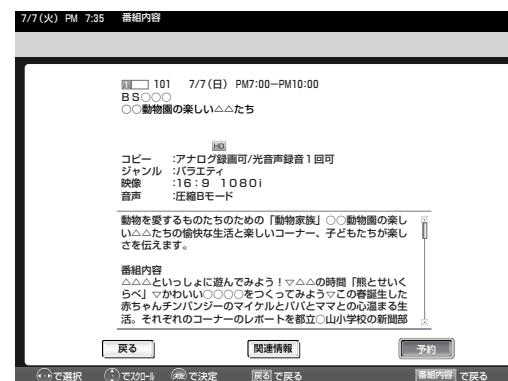 7/7(火) PM 7:35 番組内容
101 7/7(日) PM7:00−PM10:00
BS○○○
○○動物園の楽しい△△たち
HD
コピー :アナログ録画可/光音声録音1回可
ジャンル :バラエティ
映像 :16:9 1080i
音声 :圧縮Bモード
動物を愛するものたちのための「動物家族」○○動物園の楽し
い△△たちの愉快な生活と楽しいコーナー、子どもたちが楽し
さを伝えます。
番組内容
△△△といっしょに遊んでみよう!▽△△の時間「熊とせいく
らべ」▽かわいい○○○○をつくってみよう▽この春誕生した
赤ちゃんチンパンジーのマイケルとパパとママとの心温まる生
活。それぞれのコーナーのレポートを都立○山小学校の新聞部
戻る 関連情報 予約
で選択 でスクロール で決定 戻る で戻る 番組内容 で戻る